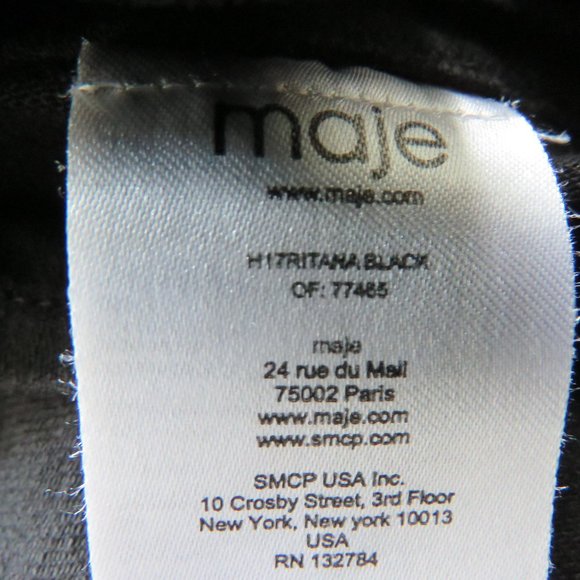 maje
www.maje.com
H17RITANA BLACK
OF: 77465
maje
24 rue du Mail
75002 Paris
www.maje.com
www.smcp.com
SMCP USA Inc.
10 Crosby Street, 3rd Floor
New York, New york 10013
USA
RN 132784